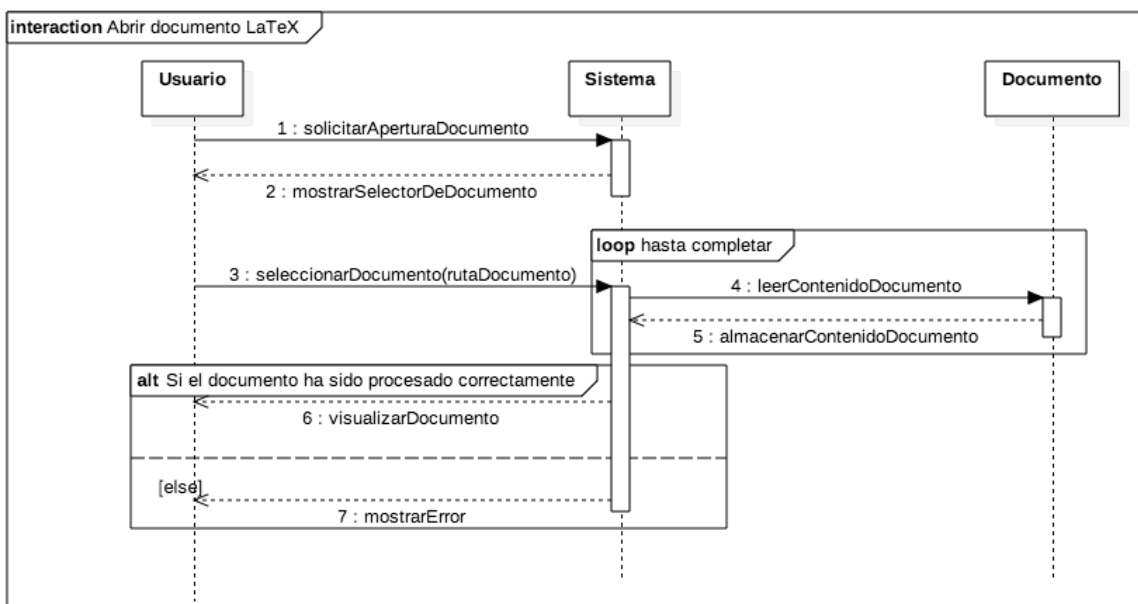 interaction Abrir documento LaTeX
Usuario
Sistema
Documento
1 : solicitarAperturaDocumento
2 : mostrarSelectorDeDocumento
loop hasta completar
3 : seleccionarDocumento(rutaDocumento)
4 : leerContenidoDocumento
5 : almacenarContenidoDocumento
alt Si el documento ha sido procesado correctamente
6 : visualizarDocumento
[else]
7 : mostrarError